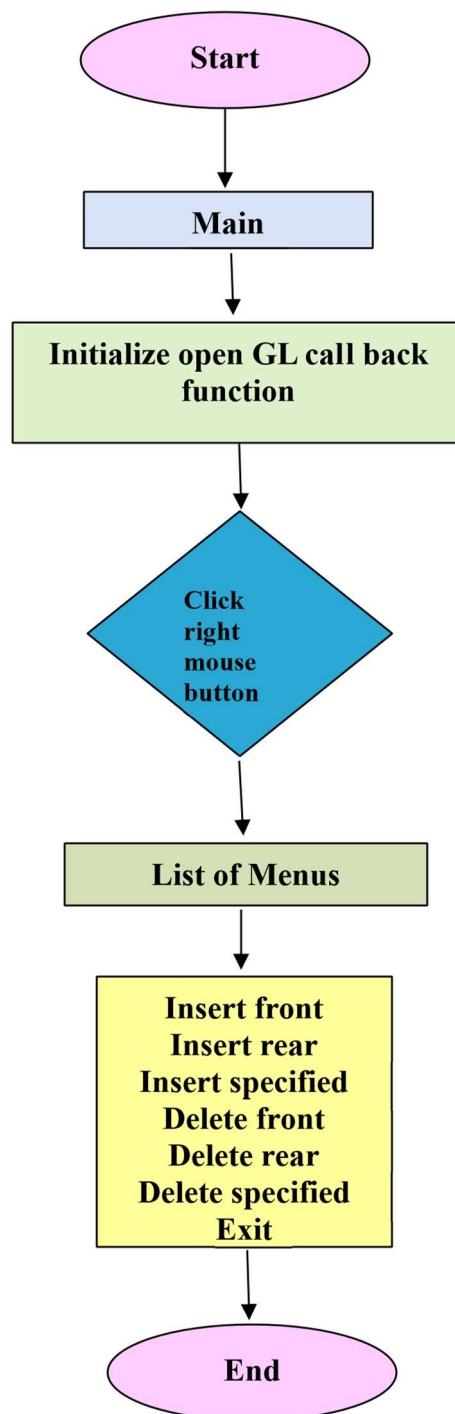 Start
Main
Initialize open GL call back
function
Click
right
mouse
button
List of Menus
Insert front
Insert rear
Insert specified
Delete front
Delete rear
Delete specified
Exit
End